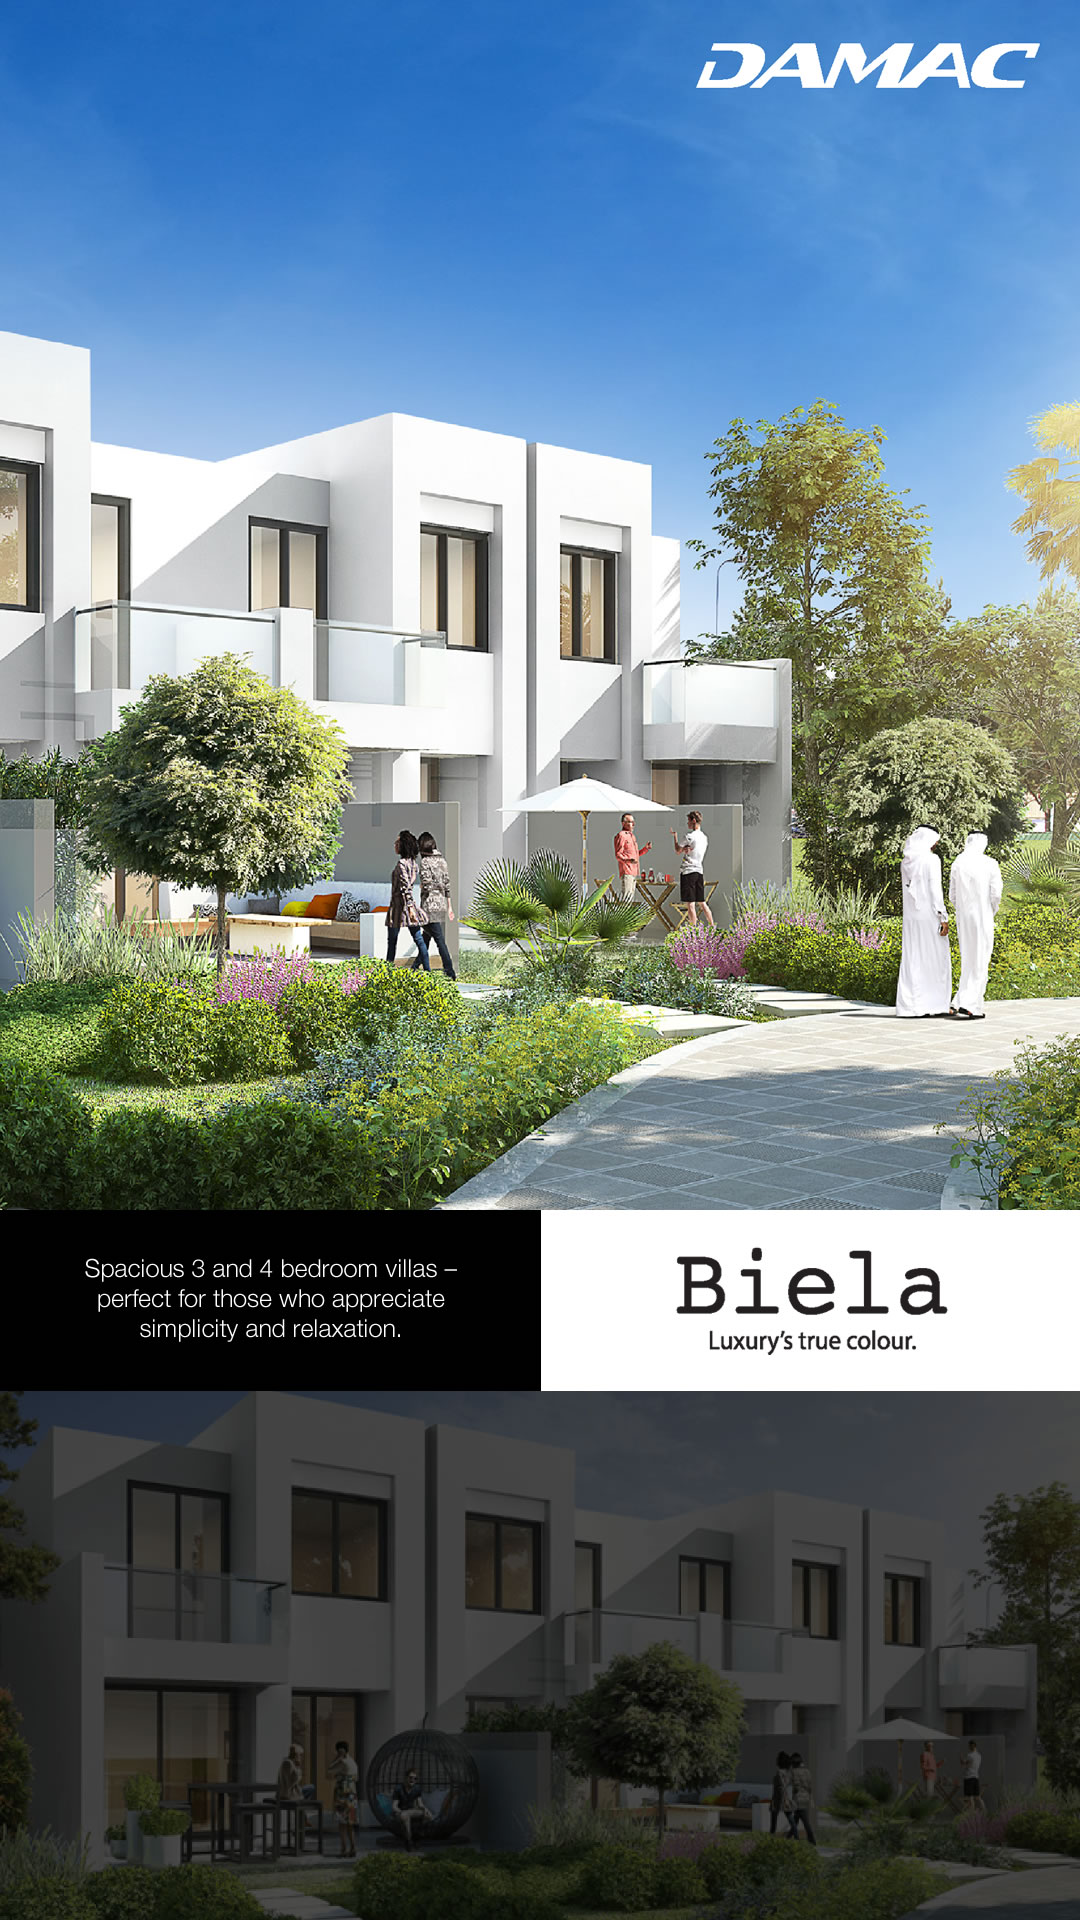 DAMAC
Spacious 3 and 4 bedroom villas –
perfect for those who appreciate
simplicity and relaxation.
Biela
Luxury's true colour.